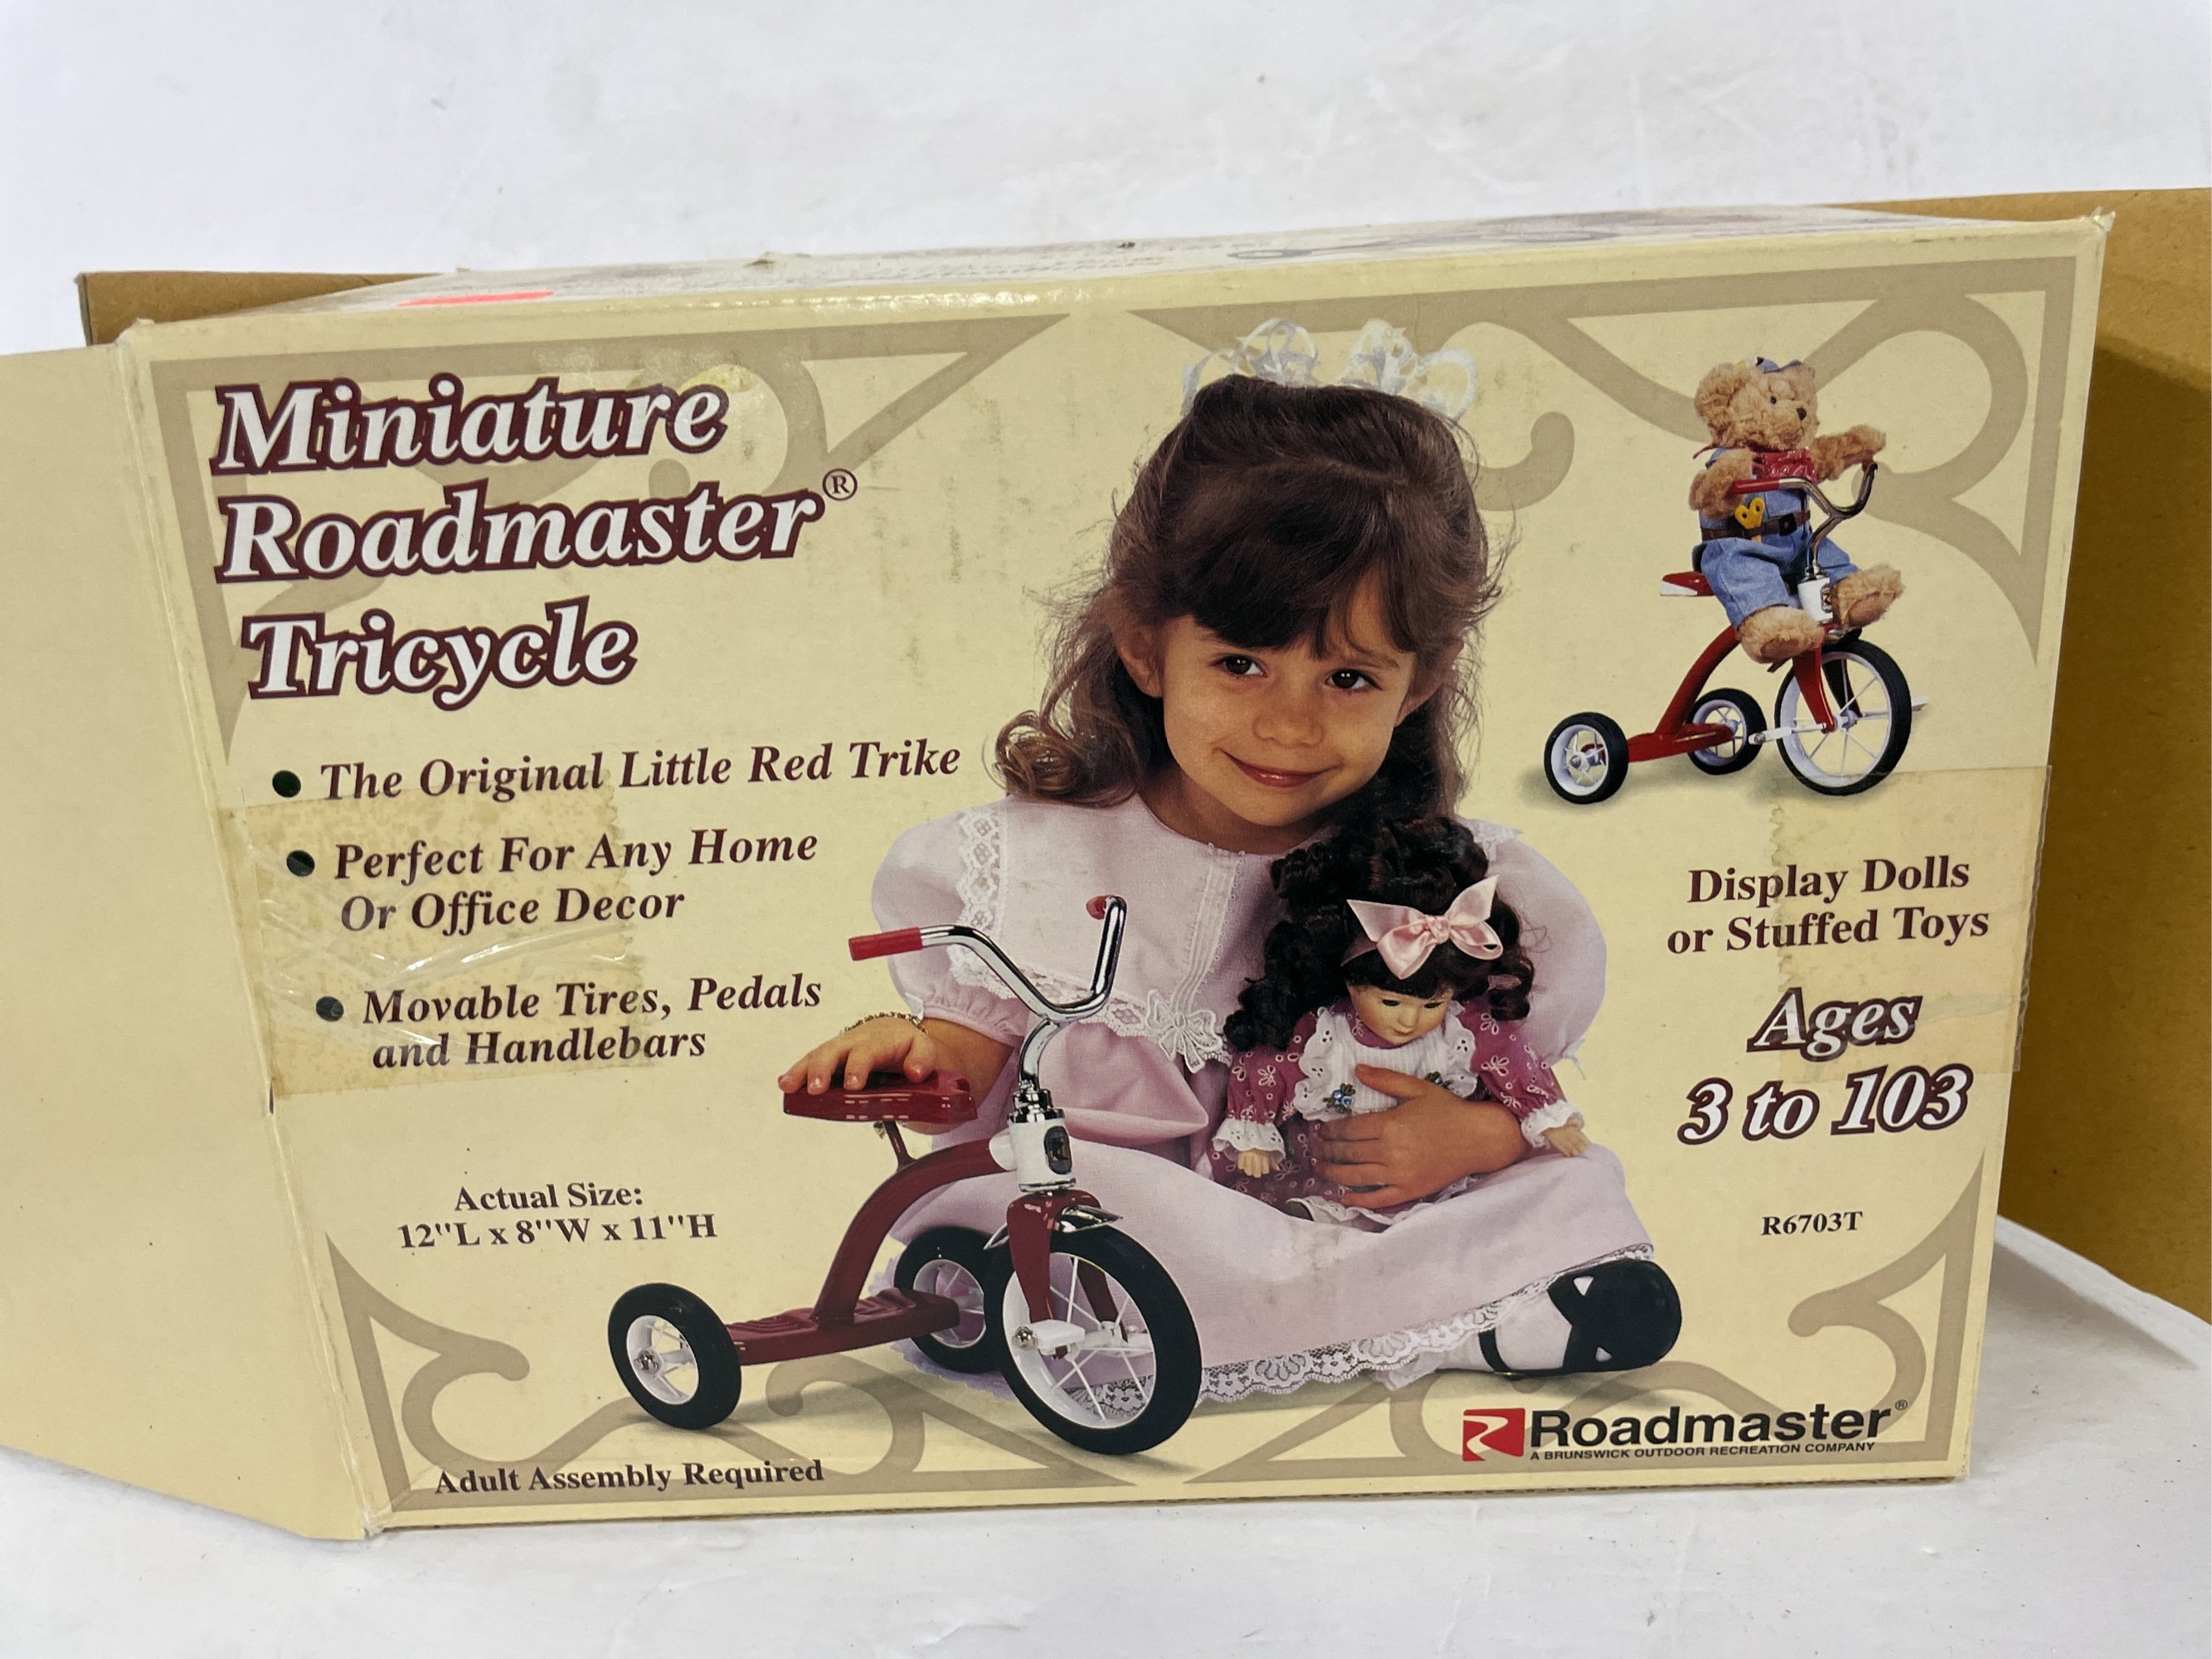 Miniature
Roadmaster®
Tricycle
• The Original Little Red Trike
• Perfect For Any Home
Or Office Decor
• Movable Tires, Pedals
and Handlebars
Actual Size:
12"L x 8"W x 11"H
Adult Assembly Required
Display Dolls
or Stuffed Toys
Ages
3 to 103
R6703T
Roadmaster®
A BRUNSWICK OUTDOOR RECREATION COMPANY